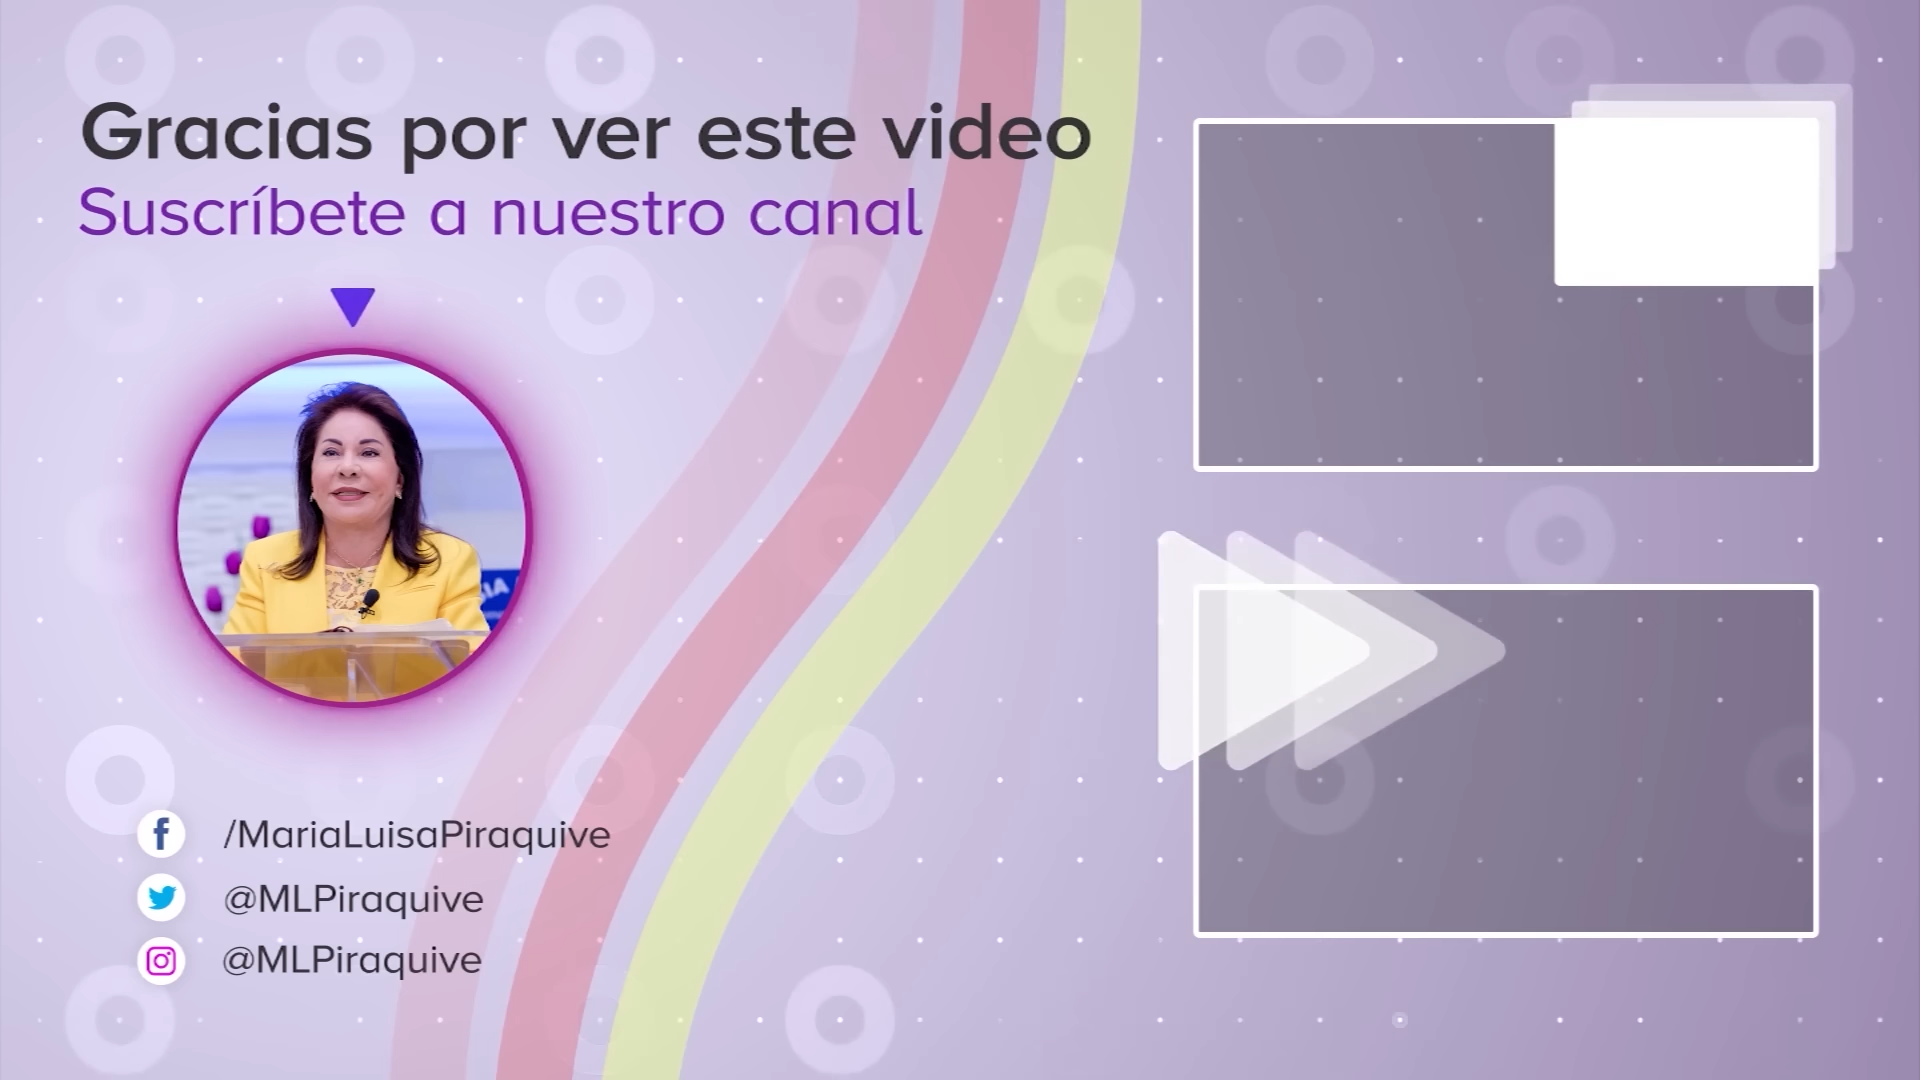 Gracias por ver este video
Suscríbete a nuestro canal
/MariaLuisaPiraquive
@MLPiraquive
@MLPiraquive